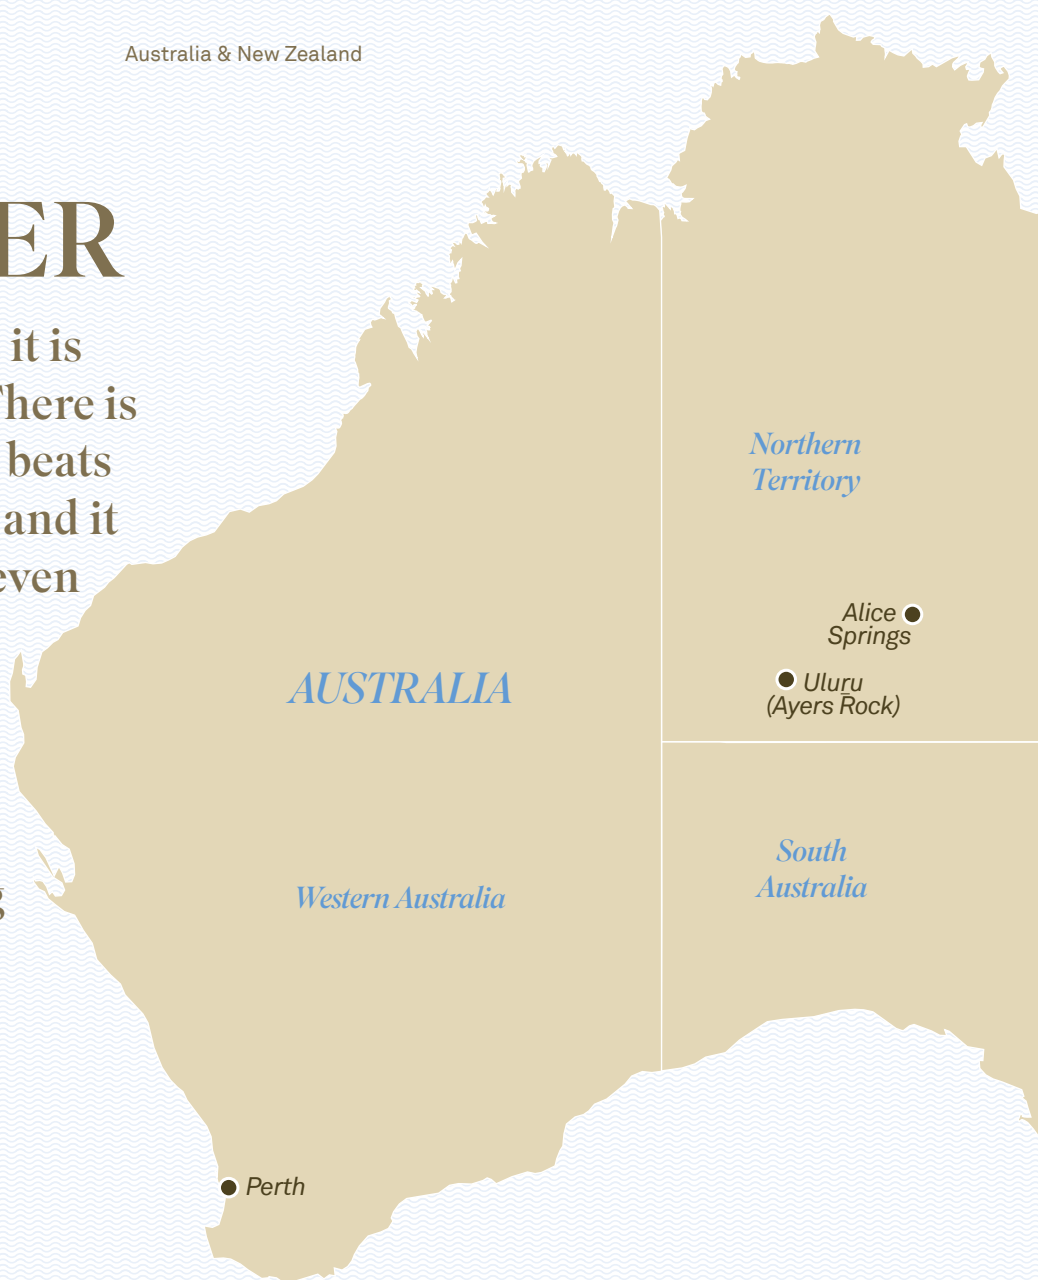 Australia & New Zealand
ER
it is
There is
beats
and it
even
g
Northern
Territory
Alice
Springs
Uluṟu
(Ayers Rock)
AUSTRALIA
South
Australia
Western Australia
Perth